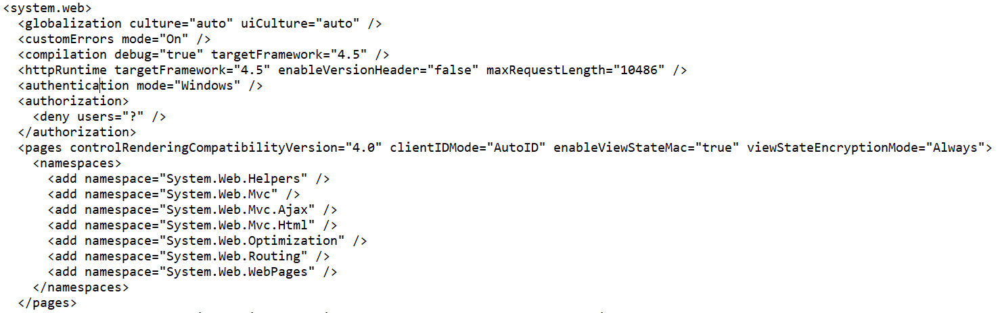 <system.web>
<globalization culture="auto" uiCulture="auto" />
<customErrors mode="On" />
<compilation debug="true" targetFramework="4.5" />
<httpRuntime targetFramework="4.5" enableVersionHeader="false" maxRequestLength="10486" />
<authentication mode="Windows" />
<authorization>
<deny users="?" />
</authorization>
<pages controlRenderingCompatibilityVersion="4.0" clientIDMode="AutoID" enableViewStateMac="true" viewStateEncryptionMode="Always">
<namespaces>
<add namespace="System.Web.Helpers" />
<add namespace="System.Web.Mvc" />
<add namespace="System.Web.Mvc.Ajax" />
<add namespace="System.Web.Mvc.Html" />
<add namespace="System.Web.Optimization" />
<add namespace="System.Web.Routing" />
<add namespace="System.Web.WebPages" />
</namespaces>
</pages>